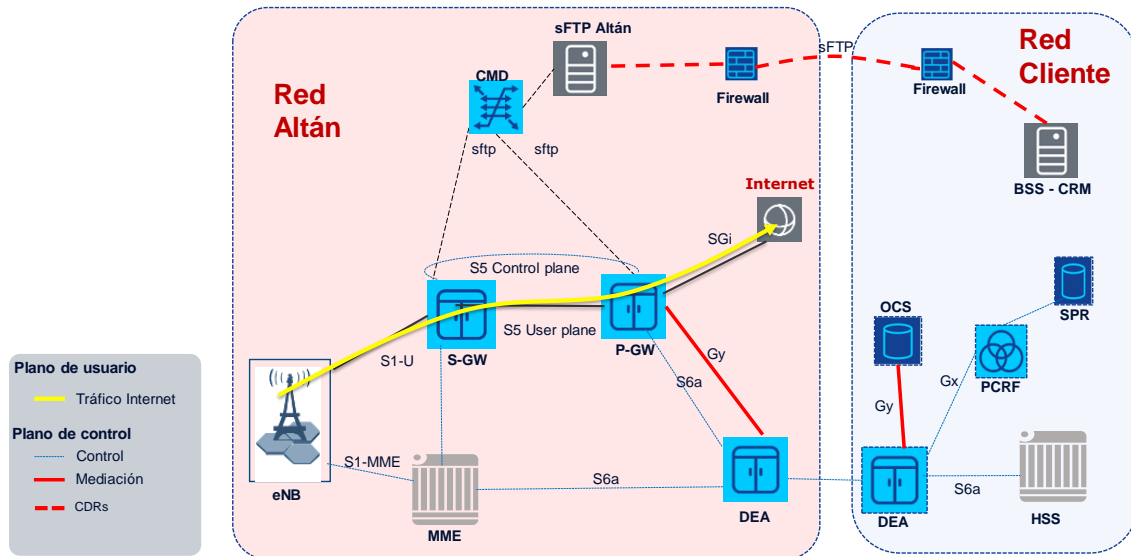 sFTP Altán
CMD
Red
Altán
Firewall
sFTP
Red
Cliente
Firewall
sftp
sftp
BSS - CRM
Internet
SGi
S5 Control plane
S5 User plane
S-GW
P-GW
S1-U
Gy
S6a
OCS
SPR
Gx
PCRF
Gy
S1-MME
eNB
MME
S6a
DEA
DEA
S6a
HSS
Plano de usuario
Tráfico Internet
Plano de control
Control
Mediación
CDRs